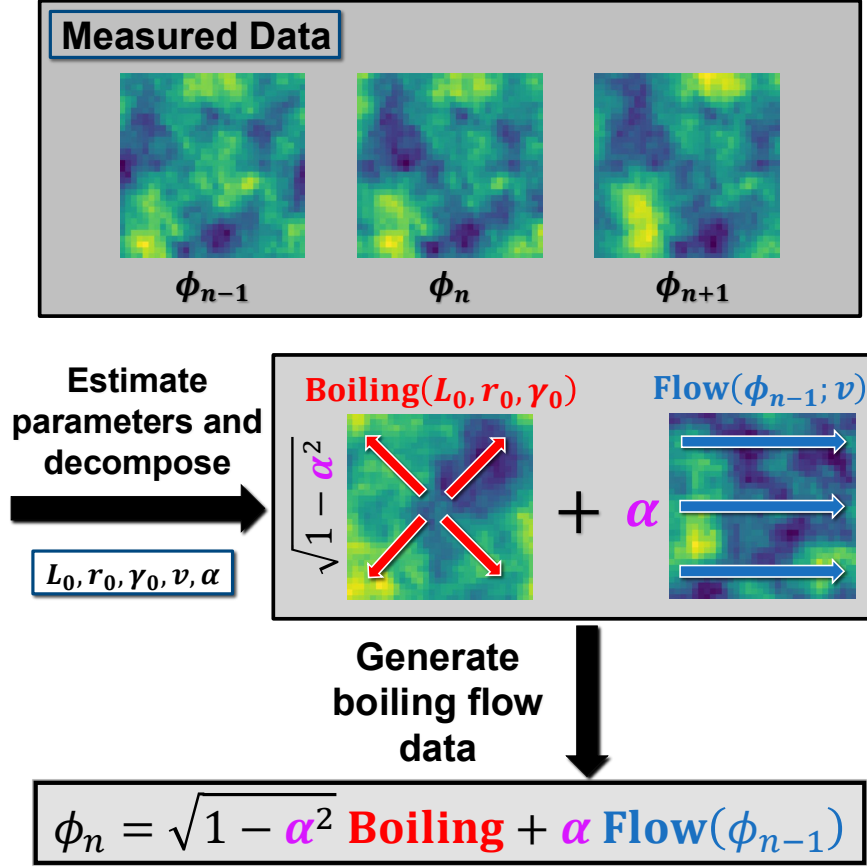 Measured Data
ϕₙ₋₁ ϕₙ ϕₙ₊₁
Estimate
parameters and
decompose
L₀, r₀, γ₀, v, α
Boiling(L₀, r₀, γ₀) Flow(ϕₙ₋₁; v)
√(1 − α²) + α
Generate
boiling flow
data
ϕₙ = √(1 − α²) Boiling + α Flow(ϕₙ₋₁)